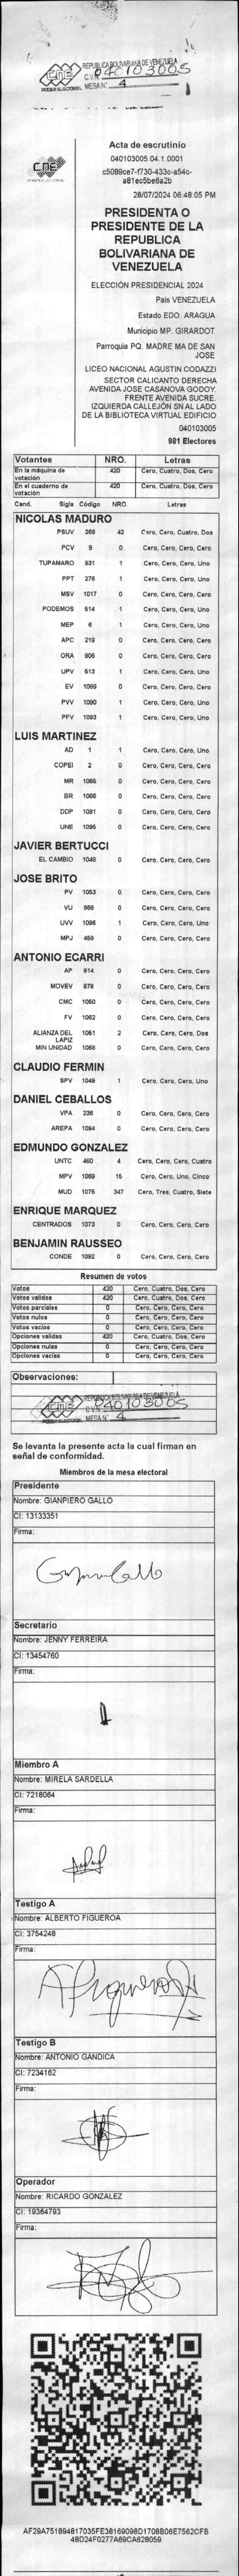 REPUBLICA BOLIVARIANA DE VENEZUELA
CNE
C.V. N° 040103005
PODER ELECTORAL MESA N° 4
Acta de escrutinio
040103005.04.1.0001
c5089ce7-f730-433c-a54c-
a81ec5be6a2b
28/07/2024 06:48:05 PM
CNE
PRESIDENTA O
PRESIDENTE DE LA
REPUBLICA
BOLIVARIANA DE
VENEZUELA
ELECCIÓN PRESIDENCIAL 2024
Pais VENEZUELA
Estado EDO. ARAGUA
Municipio MP. GIRARDOT
Parroquia PQ. MADRE MA DE SAN
JOSE
LICEO NACIONAL AGUSTIN CODAZZI
SECTOR CALICANTO DERECHA
AVENIDA JOSE CASANOVA GODOY.
FRENTE AVENIDA SUCRE.
IZQUIERDA CALLEJÓN SN AL LADO
DE LA BIBLIOTECA VIRTUAL EDIFICIO
040103005
981 Electores
Votantes NRO. Letras
En la máquina de votación 420 Cero, Cuatro, Dos, Cero
En el cuaderno de votación 420 Cero, Cuatro, Dos, Cero
Cand. Sigla Código NRO. Letras
NICOLAS MADURO
PSUV 269 42 Cero, Cero, Cuatro, Dos
PCV 9 0 Cero, Cero, Cero, Cero
TUPAMARO 931 1 Cero, Cero, Cero, Uno
PPT 276 1 Cero, Cero, Cero, Uno
MSV 1017 0 Cero, Cero, Cero, Cero
PODEMOS 514 1 Cero, Cero, Cero, Uno
MEP 6 1 Cero, Cero, Cero, Uno
APC 219 0 Cero, Cero, Cero, Cero
ORA 906 0 Cero, Cero, Cero, Cero
UPV 513 1 Cero, Cero, Cero, Uno
EV 1089 0 Cero, Cero, Cero, Cero
PVV 1090 1 Cero, Cero, Cero, Uno
PFV 1093 1 Cero, Cero, Cero, Uno
LUIS MARTINEZ
AD 1 1 Cero, Cero, Cero, Uno
COPEI 2 0 Cero, Cero, Cero, Cero
MR 1065 0 Cero, Cero, Cero, Cero
BR 1066 0 Cero, Cero, Cero, Cero
DDP 1091 0 Cero, Cero, Cero, Cero
UNE 1095 0 Cero, Cero, Cero, Cero
JAVIER BERTUCCI
EL CAMBIO 1048 0 Cero, Cero, Cero, Cero
JOSE BRITO
PV 1053 0 Cero, Cero, Cero, Cero
VU 868 0 Cero, Cero, Cero, Cero
UVV 1096 1 Cero, Cero, Cero, Uno
MPJ 458 0 Cero, Cero, Cero, Cero
ANTONIO ECARRI
AP 814 0 Cero, Cero, Cero, Cero
MOVEV 878 0 Cero, Cero, Cero, Cero
CMC 1050 0 Cero, Cero, Cero, Cero
FV 1062 0 Cero, Cero, Cero, Cero
ALIANZA DEL LAPIZ 1051 2 Cero, Cero, Cero, Dos
MIN UNIDAD 1068 0 Cero, Cero, Cero, Cero
CLAUDIO FERMIN
SPV 1049 1 Cero, Cero, Cero, Uno
DANIEL CEBALLOS
VPA 236 0 Cero, Cero, Cero, Cero
AREPA 1094 0 Cero, Cero, Cero, Cero
EDMUNDO GONZALEZ
UNTC 460 4 Cero, Cero, Cero, Cuatro
MPV 1069 15 Cero, Cero, Uno, Cinco
MUD 1075 347 Cero, Tres, Cuatro, Siete
ENRIQUE MARQUEZ
CENTRADOS 1073 0 Cero, Cero, Cero, Cero
BENJAMIN RAUSSEO
CONDE 1092 0 Cero, Cero, Cero, Cero
Resumen de votos
Votos 420 Cero, Cuatro, Dos, Cero
Votos validos 420 Cero, Cuatro, Dos, Cero
Votos parciales 0 Cero, Cero, Cero, Cero
Votos nulos 0 Cero, Cero, Cero, Cero
Votos vacios 0 Cero, Cero, Cero, Cero
Opciones validas 420 Cero, Cuatro, Dos, Cero
Opciones nulas 0 Cero, Cero, Cero, Cero
Opciones vacias 0 Cero, Cero, Cero, Cero
Observaciones:
REPUBLICA BOLIVARIANA DE VENEZUELA
CNE
C.V. N° 040103005
MESA N° 4
Se levanta la presente acta la cual firman en
señal de conformidad.
Miembros de la mesa electoral
Presidente
Nombre: GIANPIERO GALLO
CI: 13133351
Firma:
Secretario
Nombre: JENNY FERREIRA
CI: 13454760
Firma:
Miembro A
Nombre: MIRELA SARDELLA
CI: 7218064
Firma:
Testigo A
Nombre: ALBERTO FIGUEROA
CI: 3754248
Firma:
Testigo B
Nombre: ANTONIO GANDICA
CI: 7234162
Firma:
Operador
Nombre: RICARDO GONZALEZ
CI: 19364793
Firma:
AF29A751894817035FE38169098D1708B06E7562CFB
48D24F0277A69CA628059